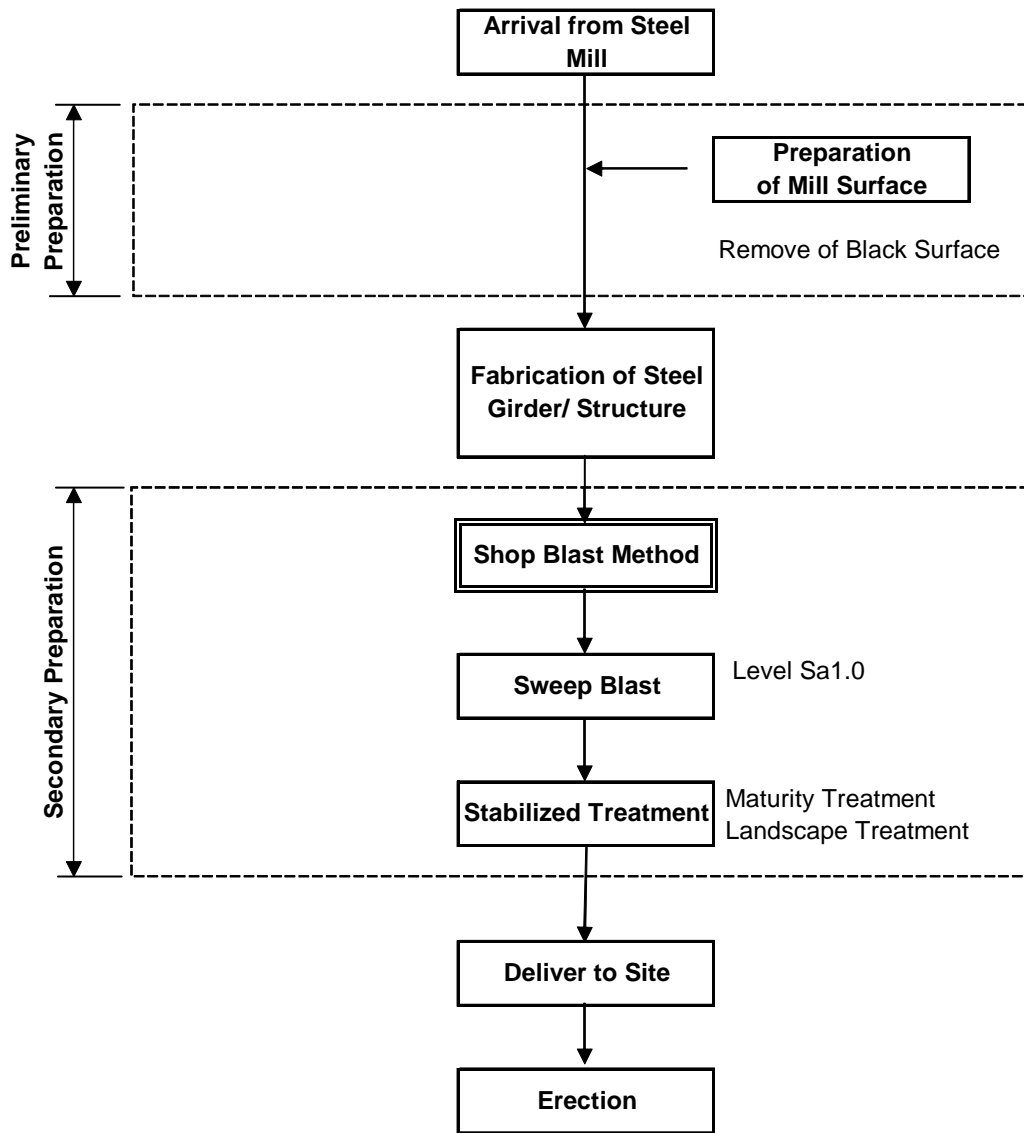 Arrival from Steel
Mill
Preliminary
Preparation
Preparation
of Mill Surface
Remove of Black Surface
Fabrication of Steel
Girder/ Structure
Secondary Preparation
Shop Blast Method
Sweep Blast
Level Sa1.0
Stabilized Treatment
Maturity Treatment
Landscape Treatment
Deliver to Site
Erection